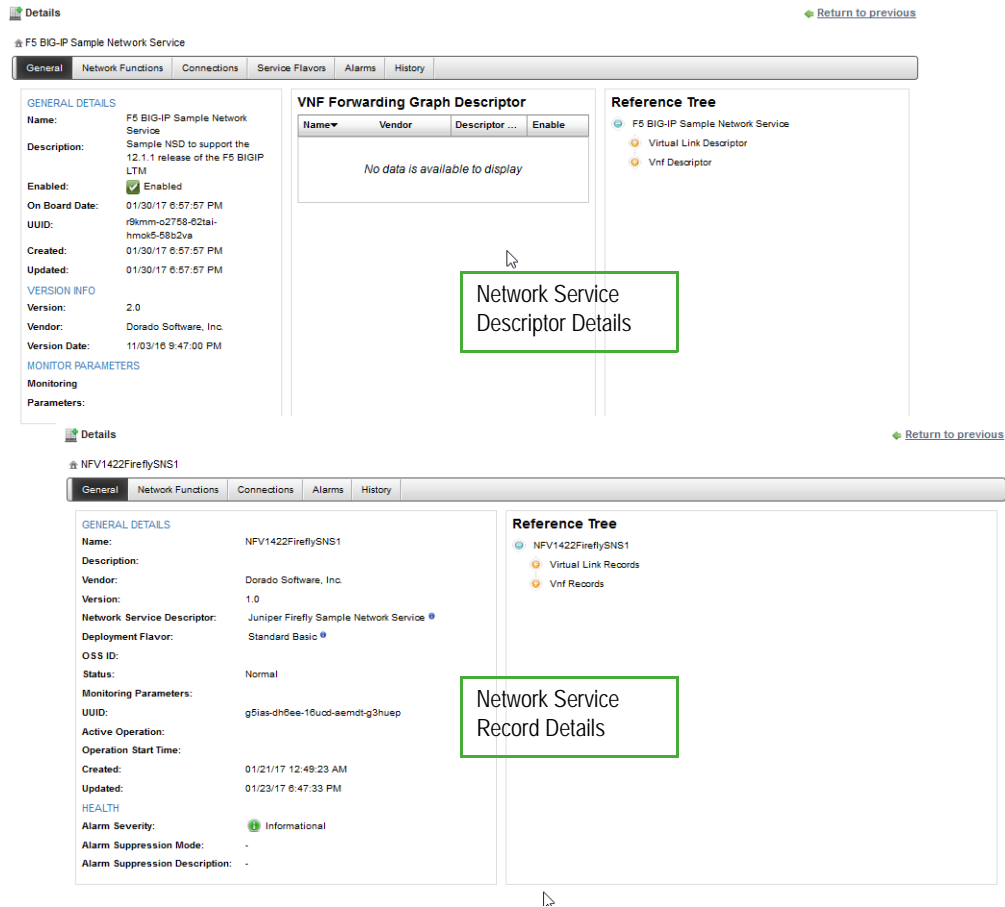 Details
Return to previous
F5 BIG-IP Sample Network Service
General Network Functions Connections Service Flavors Alarms History
GENERAL DETAILS
Name: F5 BIG-IP Sample Network
Service
Description: Sample NSD to support the
12.1.1 release of the F5 BIGIP
LTM
Enabled: Enabled
On Board Date: 01/30/17 6:57:57 PM
UUID: r9kmm-o2758-62tai-
hmok5-58b2va
Created: 01/30/17 6:57:57 PM
Updated: 01/30/17 6:57:57 PM
VERSION INFO
Version: 2.0
Vendor: Dorado Software, Inc.
Version Date: 11/03/16 9:47:00 PM
MONITOR PARAMETERS
Monitoring
Parameters:
VNF Forwarding Graph Descriptor
Name Vendor Descriptor ... Enable
No data is available to display
Reference Tree
F5 BIG-IP Sample Network Service
Virtual Link Descriptor
Vnf Descriptor
Network Service
Descriptor Details
Details
Return to previous
NFV1422FireflySNS1
General Network Functions Connections Alarms History
GENERAL DETAILS
Name: NFV1422FireflySNS1
Description:
Vendor: Dorado Software, Inc.
Version: 1.0
Network Service Descriptor: Juniper Firefly Sample Network Service
Deployment Flavor: Standard Basic
OSS ID:
Status: Normal
Monitoring Parameters:
UUID: g5ias-dh6ee-16ucd-aemdt-g3huep
Active Operation:
Operation Start Time:
Created: 01/21/17 12:49:23 AM
Updated: 01/23/17 6:47:33 PM
HEALTH
Alarm Severity: Informational
Alarm Suppression Mode: -
Alarm Suppression Description: -
Reference Tree
NFV1422FireflySNS1
Virtual Link Records
Vnf Records
Network Service
Record Details